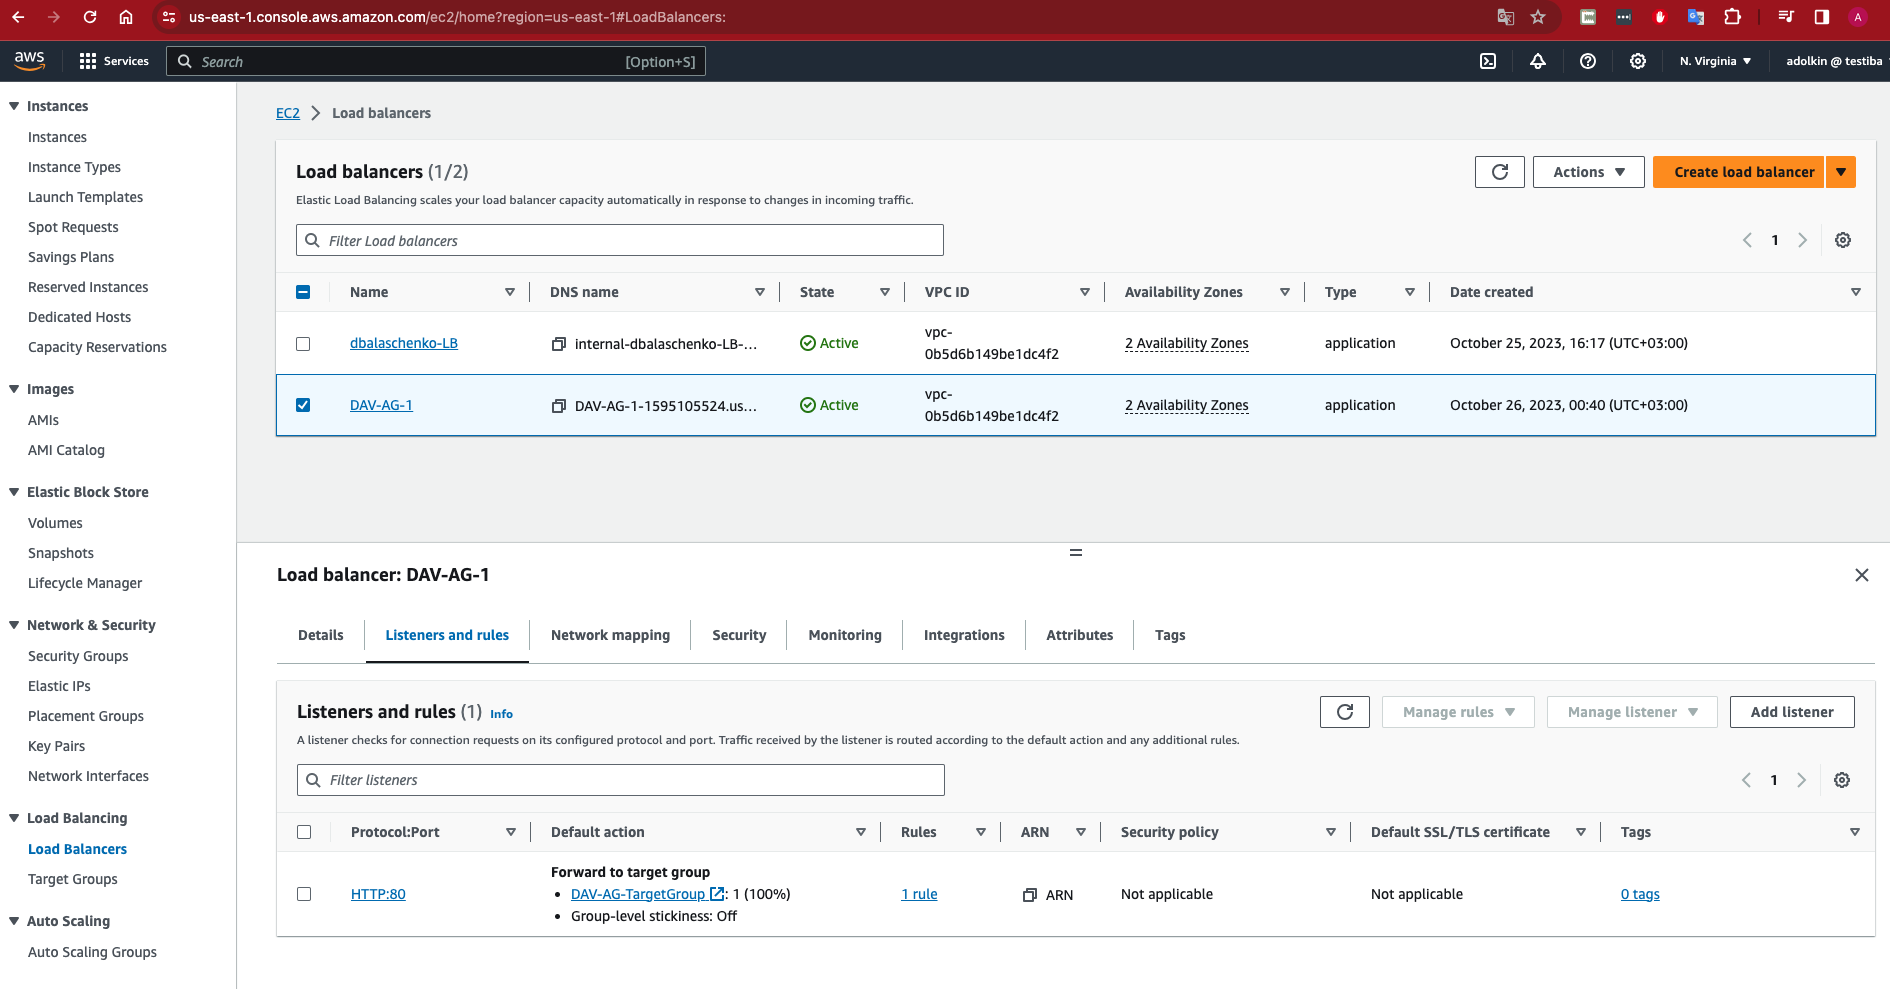 us-east-1.console.aws.amazon.com/ec2/home?region=us-east-1#LoadBalancers:
A
aws
Services
Search
[Option+S]
N. Virginia
adolkin @ testiba
Instances
Instances
Instance Types
Launch Templates
Spot Requests
Savings Plans
Reserved Instances
Dedicated Hosts
Capacity Reservations
Images
AMIs
AMI Catalog
Elastic Block Store
Volumes
Snapshots
Lifecycle Manager
Network & Security
Security Groups
Elastic IPs
Placement Groups
Key Pairs
Network Interfaces
Load Balancing
Load Balancers
Target Groups
Auto Scaling
Auto Scaling Groups
EC2 > Load balancers
Load balancers (1/2)
Actions
Create load balancer
Elastic Load Balancing scales your load balancer capacity automatically in response to changes in incoming traffic.
Filter Load balancers
1
Name DNS name State VPC ID Availability Zones Type Date created
dbalaschenko-LB internal-dbalaschenko-LB-... Active vpc-0b5d6b149be1dc4f2 2 Availability Zones application October 25, 2023, 16:17 (UTC+03:00)
DAV-AG-1 DAV-AG-1-1595105524.us... Active vpc-0b5d6b149be1dc4f2 2 Availability Zones application October 26, 2023, 00:40 (UTC+03:00)
Load balancer: DAV-AG-1
Details Listeners and rules Network mapping Security Monitoring Integrations Attributes Tags
Listeners and rules (1) Info
Manage rules
Manage listener
Add listener
A listener checks for connection requests on its configured protocol and port. Traffic received by the listener is routed according to the default action and any additional rules.
Filter listeners
1
Protocol:Port Default action Rules ARN Security policy Default SSL/TLS certificate Tags
Forward to target group
HTTP:80 • DAV-AG-TargetGroup : 1 (100%) 1 rule ARN Not applicable Not applicable 0 tags
• Group-level stickiness: Off